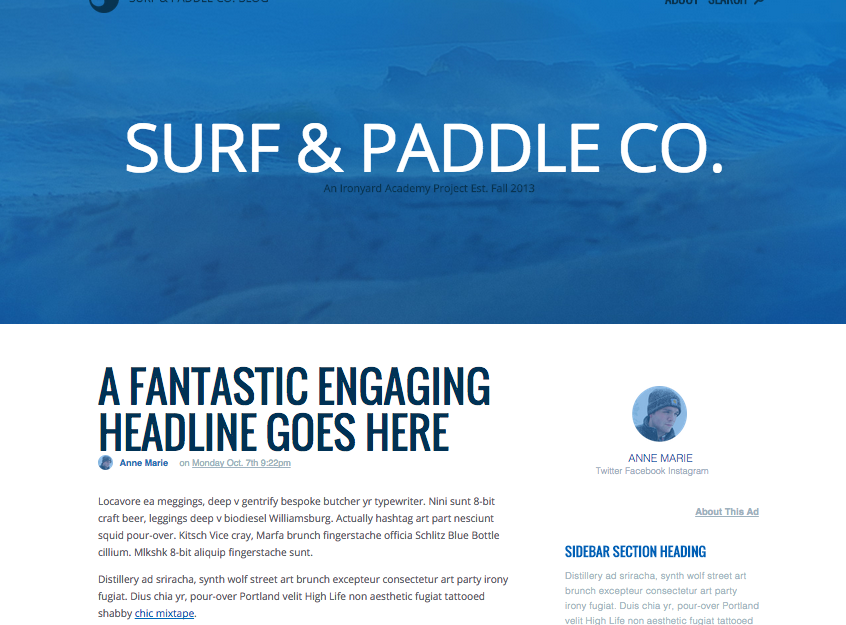 SURF & PADDLE CO. BLOG
ABOUT SEARCH
SURF & PADDLE CO.
An Ironyard Academy Project Est. Fall 2013
A FANTASTIC ENGAGING
HEADLINE GOES HERE
Anne Marie on Monday Oct. 7th 9:22pm
Locavore ea meggings, deep v gentrify bespoke butcher yr typewriter. Nini sunt 8-bit
craft beer, leggings deep v biodiesel Williamsburg. Actually hashtag art part nesciunt
squid pour-over. Kitsch Vice cray, Marfa brunch fingerstache officia Schlitz Blue Bottle
cillium. Mlkshk 8-bit aliquip fingerstache sunt.
Distillery ad sriracha, synth wolf street art brunch excepteur consectetur art party irony
fugiat. Dius chia yr, pour-over Portland velit High Life non aesthetic fugiat tattooed
shabby chic mixtape.
ANNE MARIE
Twitter Facebook Instagram
About This Ad
SIDEBAR SECTION HEADING
Distillery ad sriracha, synth wolf street art
brunch excepteur consectetur art party
irony fugiat. Duis chia yr, pour-over Portland
velit High Life non aesthetic fugiat tattooed